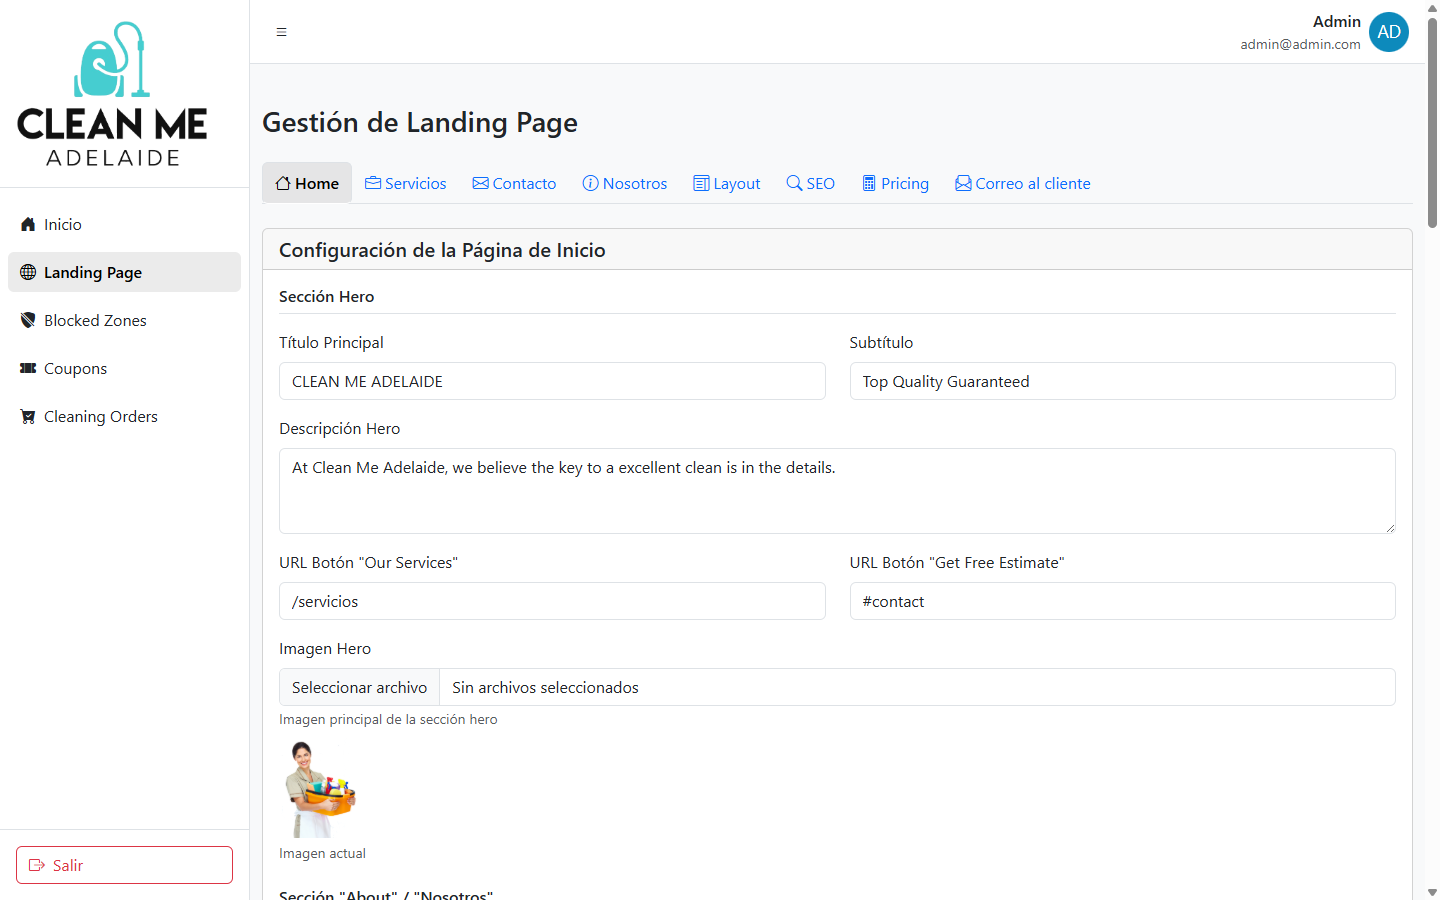 CLEAN ME
ADELAIDE
Inicio
Landing Page
Blocked Zones
Coupons
Cleaning Orders
Salir
Admin
admin@admin.com
AD
Gestión de Landing Page
Home
Servicios
Contacto
Nosotros
Layout
SEO
Pricing
Correo al cliente
Configuración de la Página de Inicio
Sección Hero
Título Principal
Subtítulo
CLEAN ME ADELAIDE
Top Quality Guaranteed
Descripción Hero
At Clean Me Adelaide, we believe the key to a excellent clean is in the details.
URL Botón "Our Services"
URL Botón "Get Free Estimate"
/servicios
#contact
Imagen Hero
Seleccionar archivo
Sin archivos seleccionados
Imagen principal de la sección hero
Imagen actual
Sección "About" / "Nosotros"